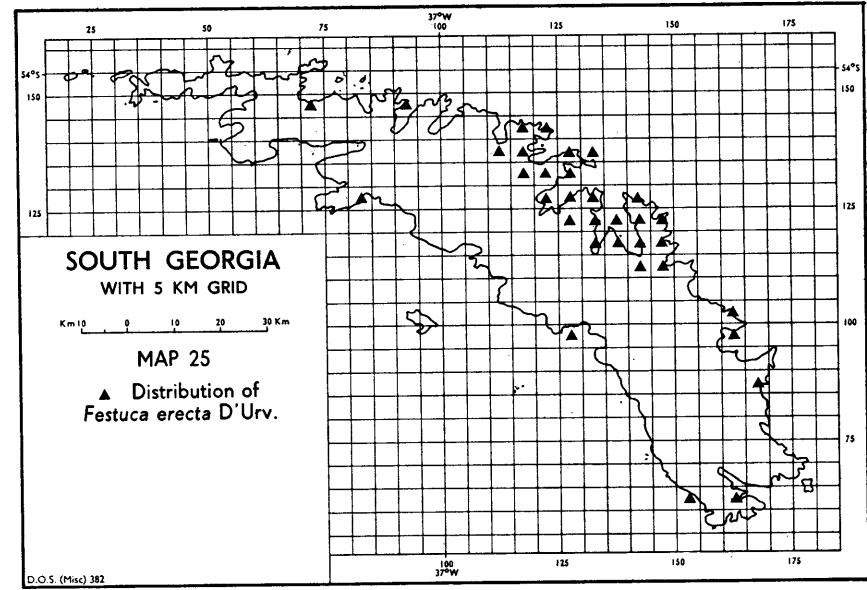 37°W
25 50 75 100 125 150 175
54°S 54°S
150 150
125 125
SOUTH GEORGIA
WITH 5 KM GRID
Km 10 5 0 10 20 30 Km
100
MAP 25
▲ Distribution of
Festuca erecta D'Urv.
75
D.O.S. (Misc) 382
100 125 150 175
37°W